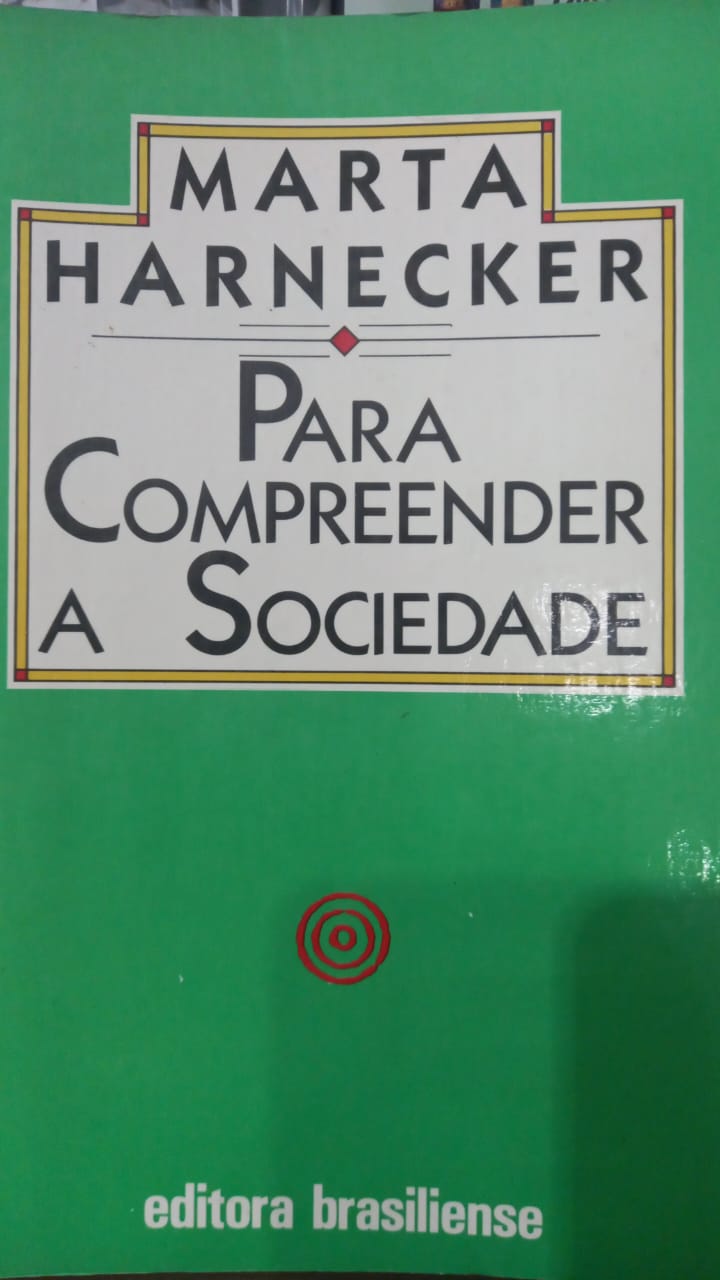 MARTA
HARNECKER
PARA
COMPREENDER
A SOCIEDADE
editora brasiliense